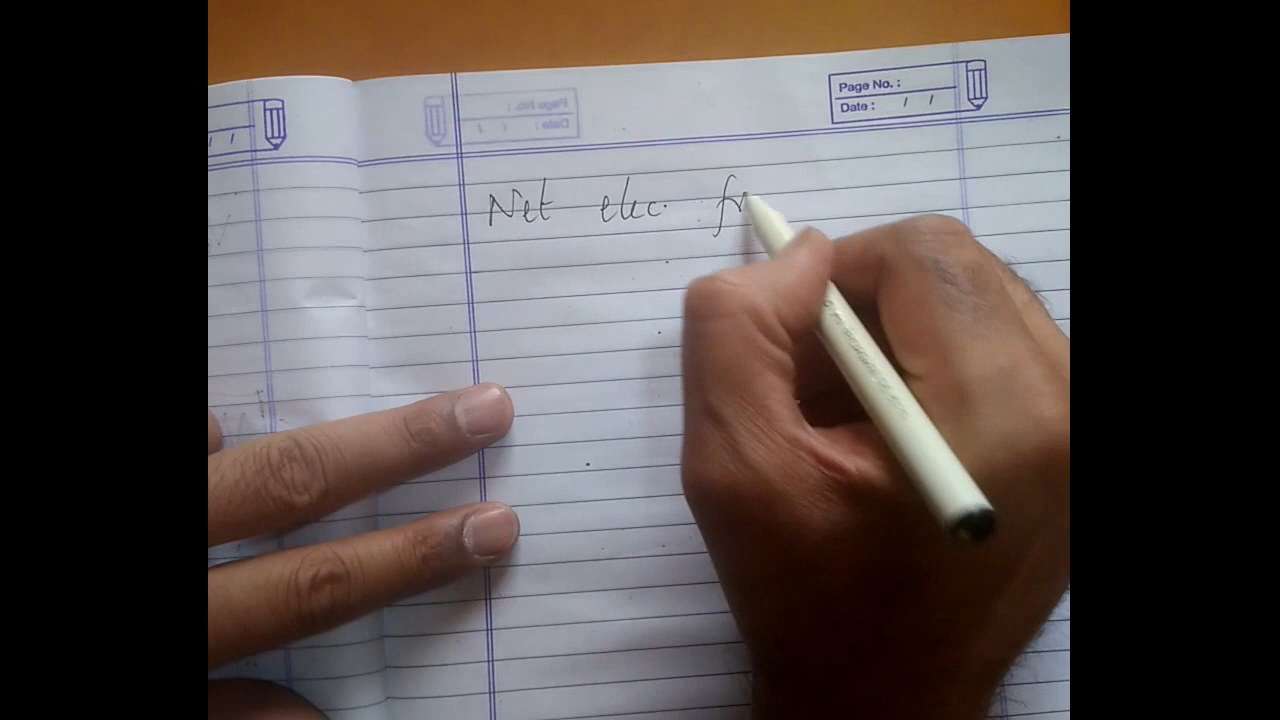 Page No. :
Date : / /
Net elec. fr